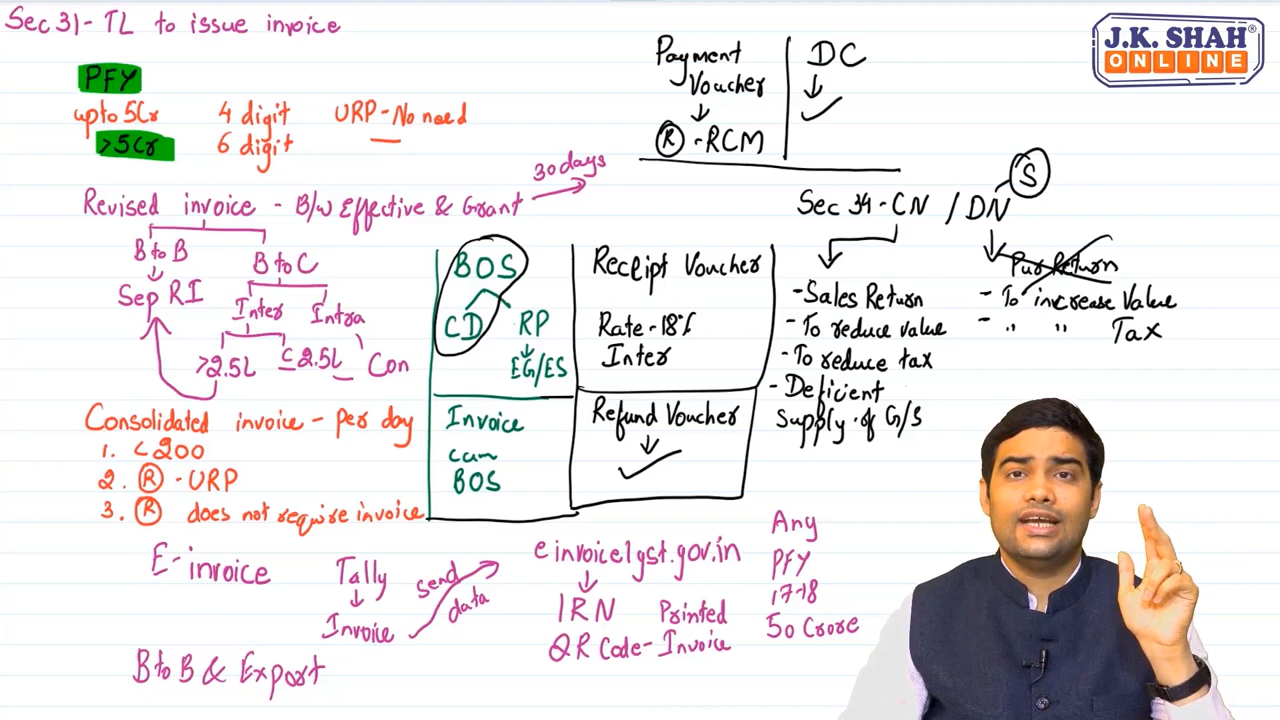 Sec 31 - TL to issue invoice
J.K. SHAH®
ONLINE
PFY
upto 5Cr 4 digit URP - No need
>5Cr 6 digit
Payment
Voucher
R - RCM
DC
30 days
Revised invoice - B/w Effective & Grant
B to B
Sep RI
B to C
Inter Intra
>2.5L ≤ 2.5L Con
Sec 34 - CN / DN
S
- Sales Return
- To reduce value
- To reduce tax
- Deficient
Supply of G/S
Pur Return
- To increase Value
- " " Tax
BOS
CD RP
EG/ES
Invoice
cum
BOS
Receipt Voucher
Rate - 18%
Inter
Refund Voucher
Consolidated invoice - per day
1. <200
2. R - URP
3. R does not require invoice
E-invoice
Tally
Invoice
send
data
einvoice1gst.gov.in
IRN Printed
QR Code - Invoice
Any
PFY
17-18
50 Crore
B to B & Export